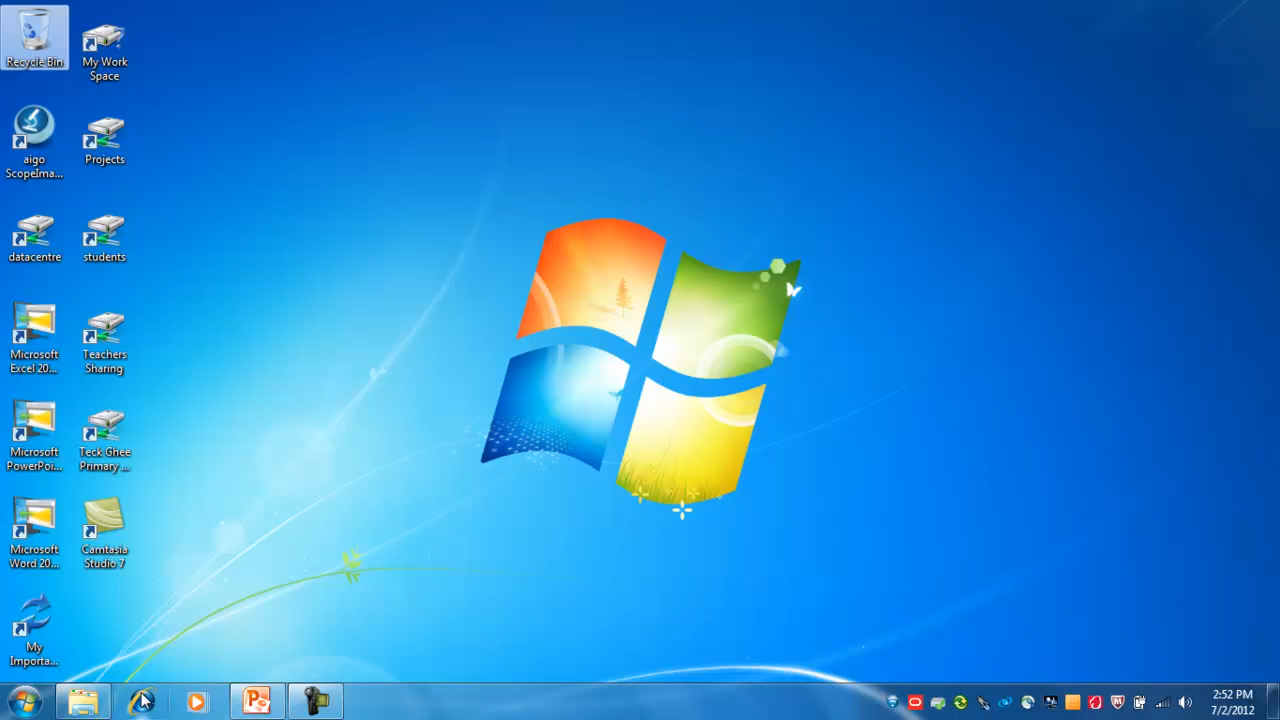 Recycle Bin
My Work
Space
aigo
ScopeIma...
Projects
datacentre
students
Microsoft
Excel 20...
Teachers
Sharing
Microsoft
PowerPoi...
Teck Ghee
Primary ...
Microsoft
Word 20...
Camtasia
Studio 7
My
Importa...
2:52 PM
7/2/2012